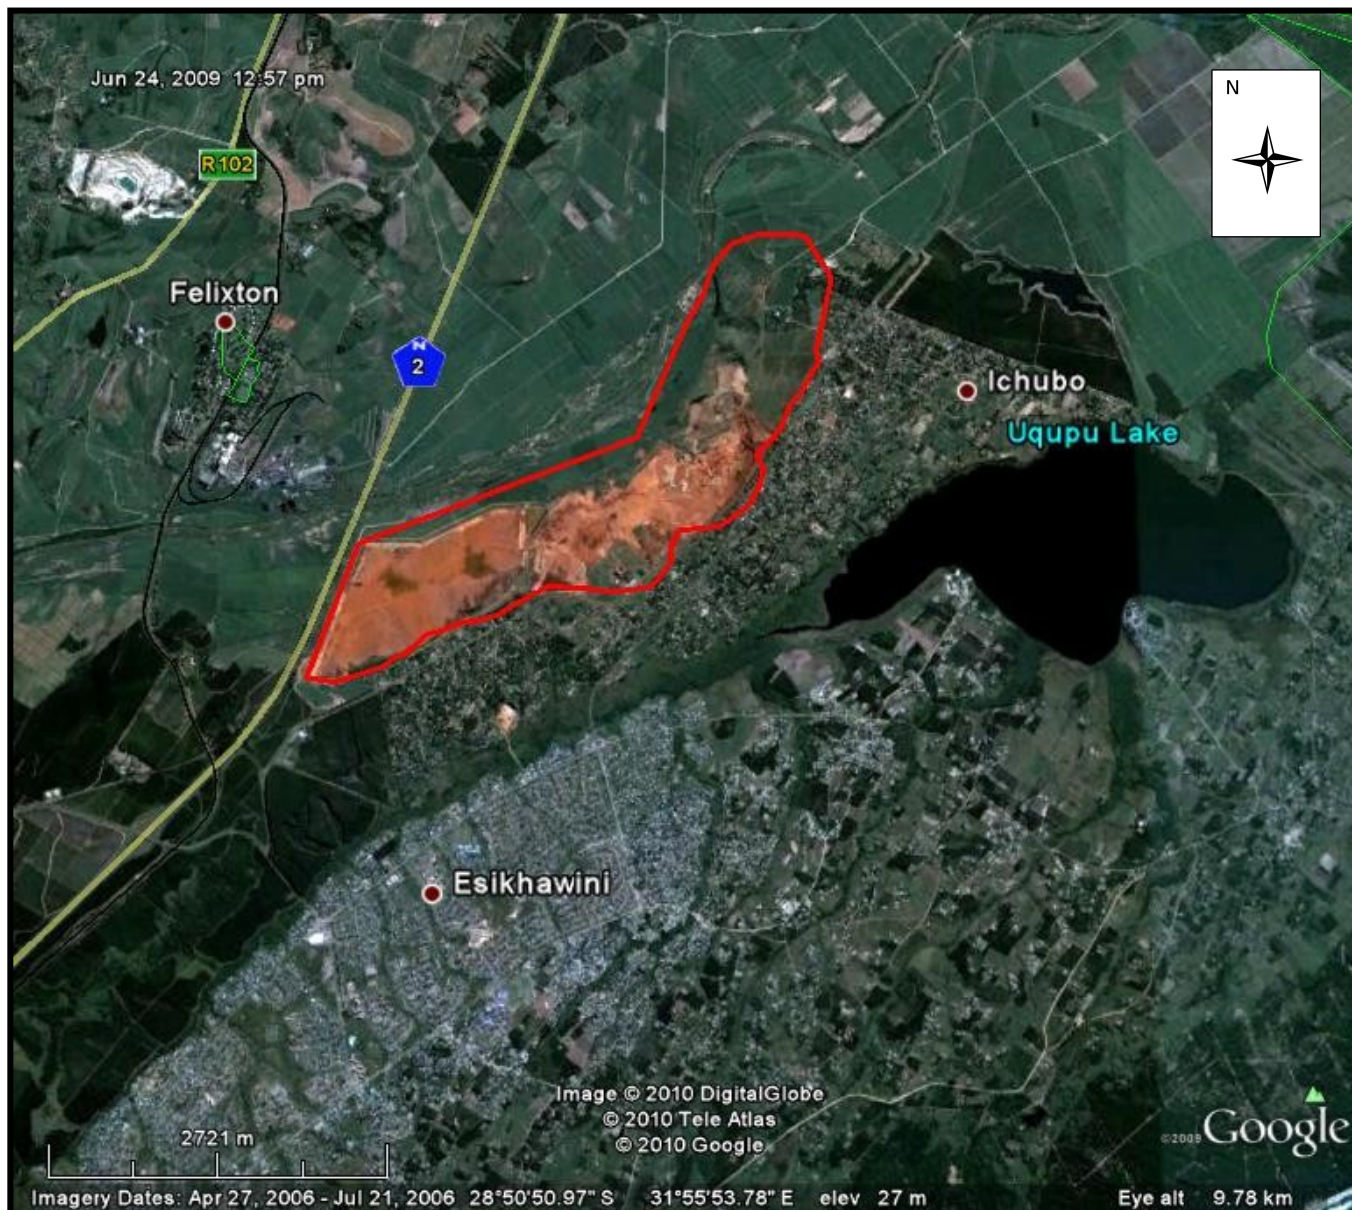 Jun 24, 2009 12:57 pm
N
R 102
Felixton
N
2
Ichubo
Uqupu Lake
Esikhawini
Image © 2010 DigitalGlobe
© 2010 Tele Atlas
© 2010 Google
2721 m
©2009 Google
Imagery Dates: Apr 27, 2006 - Jul 21, 2006 28°50'50.97" S 31°55'53.78" E elev 27 m Eye alt 9.78 km